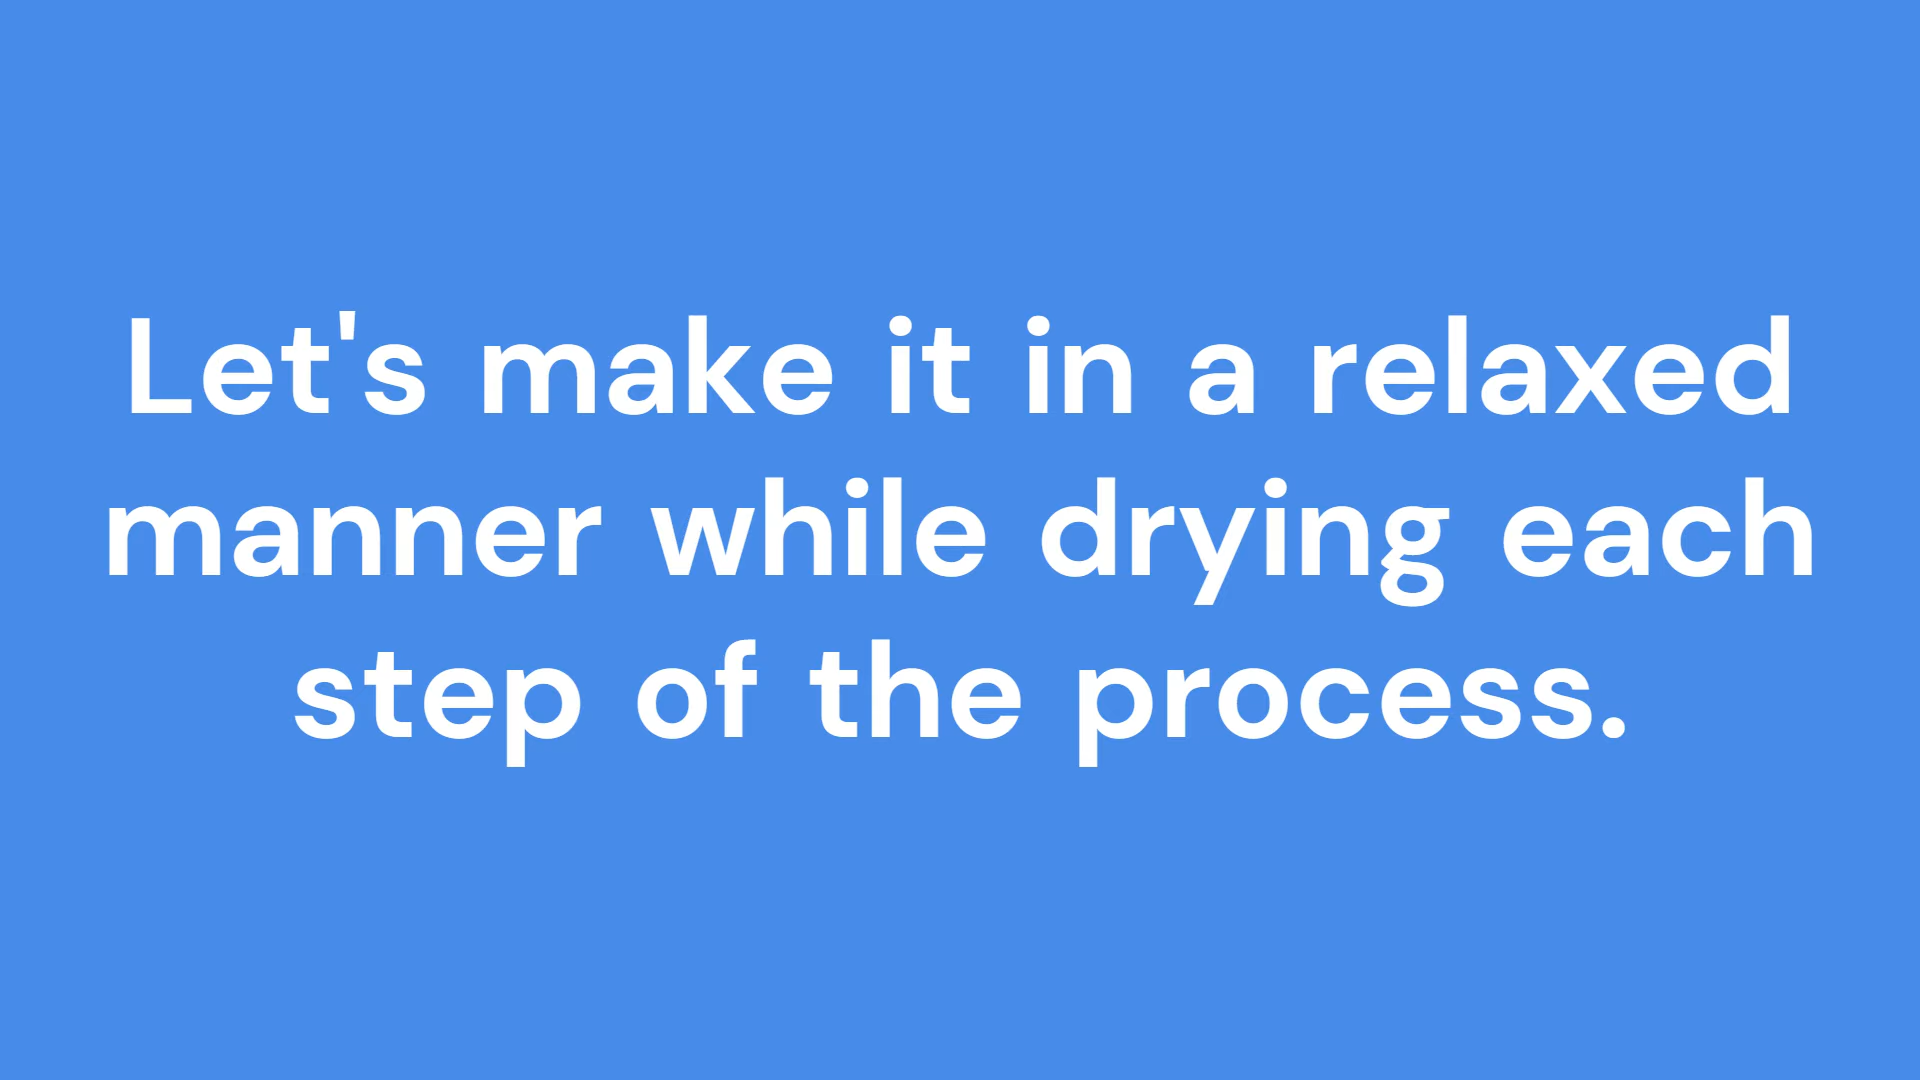 Let's make it in a relaxed
manner while drying each
step of the process.